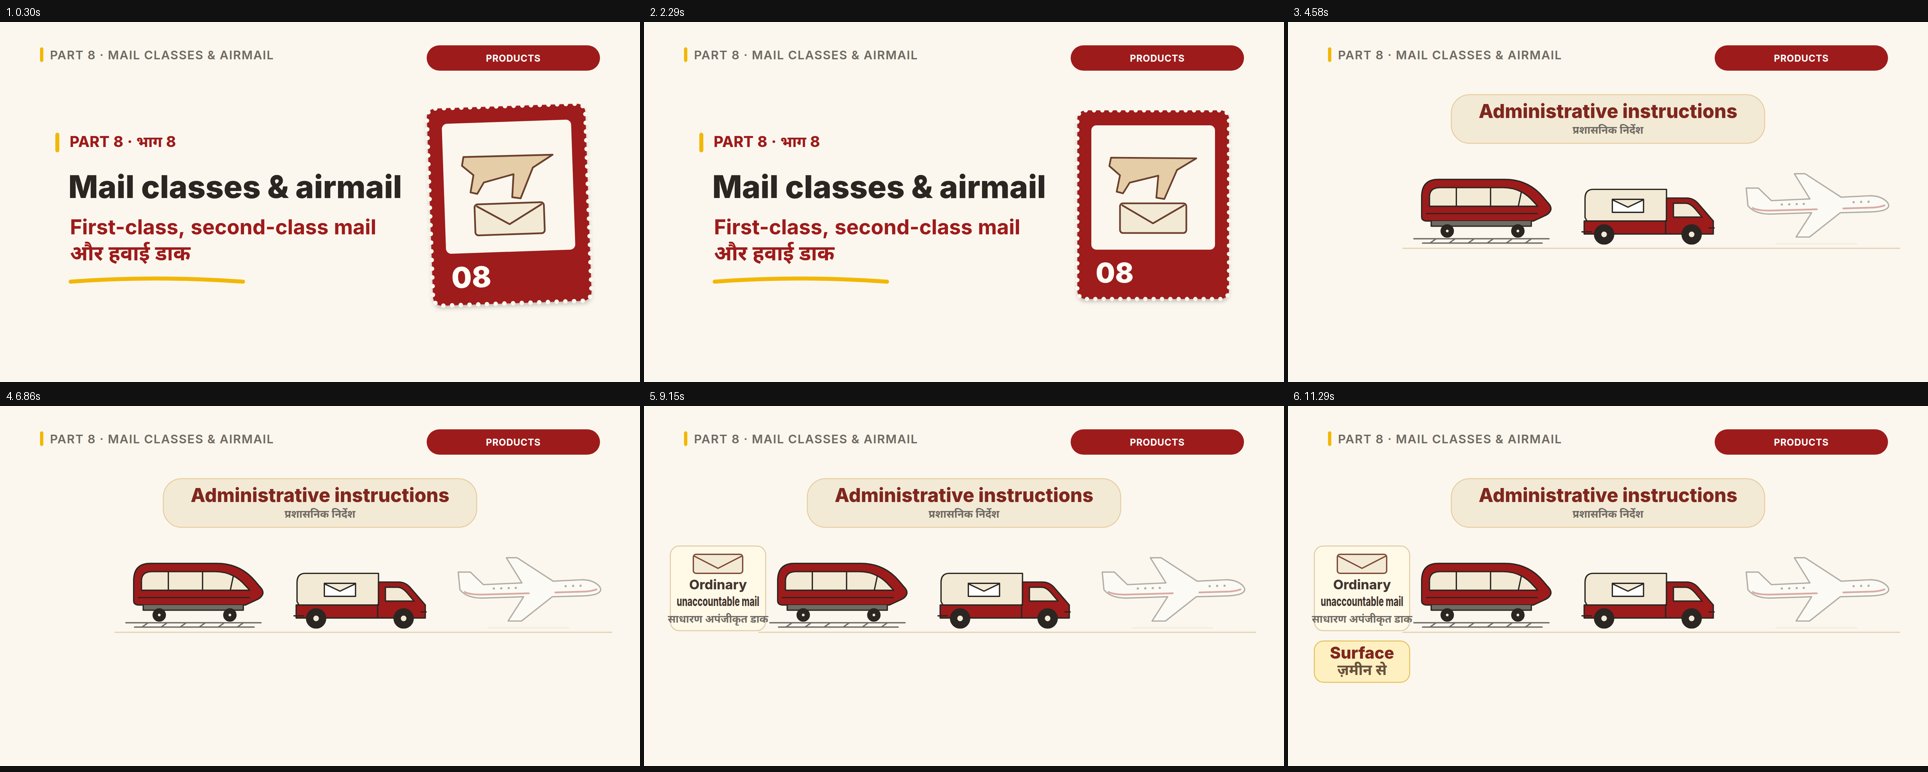 1. 0.30s
PART 8 · MAIL CLASSES & AIRMAIL
PRODUCTS
PART 8 · भाग 8
Mail classes & airmail
First-class, second-class mail
और हवाई डाक
08
2. 2.29s
PART 8 · MAIL CLASSES & AIRMAIL
PRODUCTS
PART 8 · भाग 8
Mail classes & airmail
First-class, second-class mail
और हवाई डाक
08
3. 4.58s
PART 8 · MAIL CLASSES & AIRMAIL
PRODUCTS
Administrative instructions
प्रशासनिक निर्देश
4. 6.86s
PART 8 · MAIL CLASSES & AIRMAIL
PRODUCTS
Administrative instructions
प्रशासनिक निर्देश
5. 9.15s
PART 8 · MAIL CLASSES & AIRMAIL
PRODUCTS
Administrative instructions
प्रशासनिक निर्देश
Ordinary
unaccountable mail
साधारण अपंजीकृत डाक
6. 11.29s
PART 8 · MAIL CLASSES & AIRMAIL
PRODUCTS
Administrative instructions
प्रशासनिक निर्देश
Ordinary
unaccountable mail
साधारण अपंजीकृत डाक
Surface
ज़मीन से